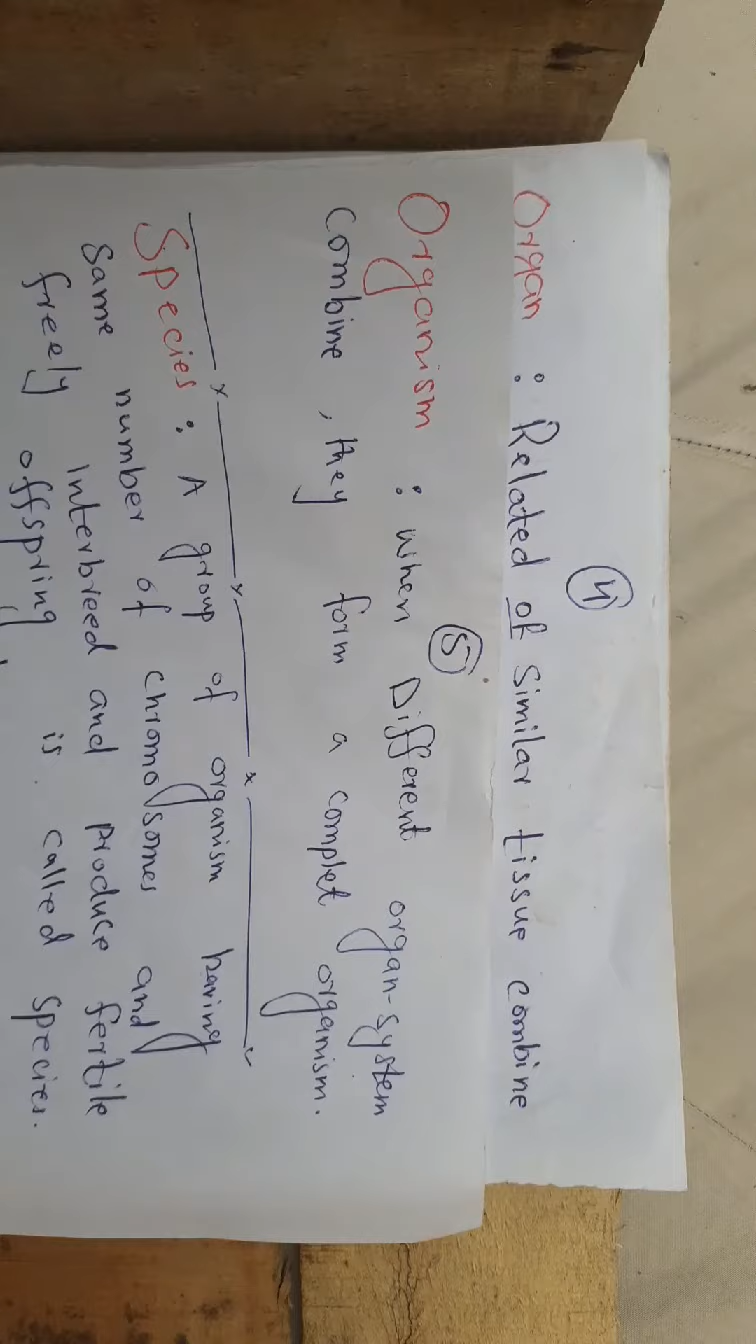 4
Organ : Related of Similar tissue combine
5
Organism : when Different organ-system
Combine , they form a complet organism.
Species : A group of organism having
Same number of chromosomes and
Interbreed and Produce fertile
freely offspring is called species.